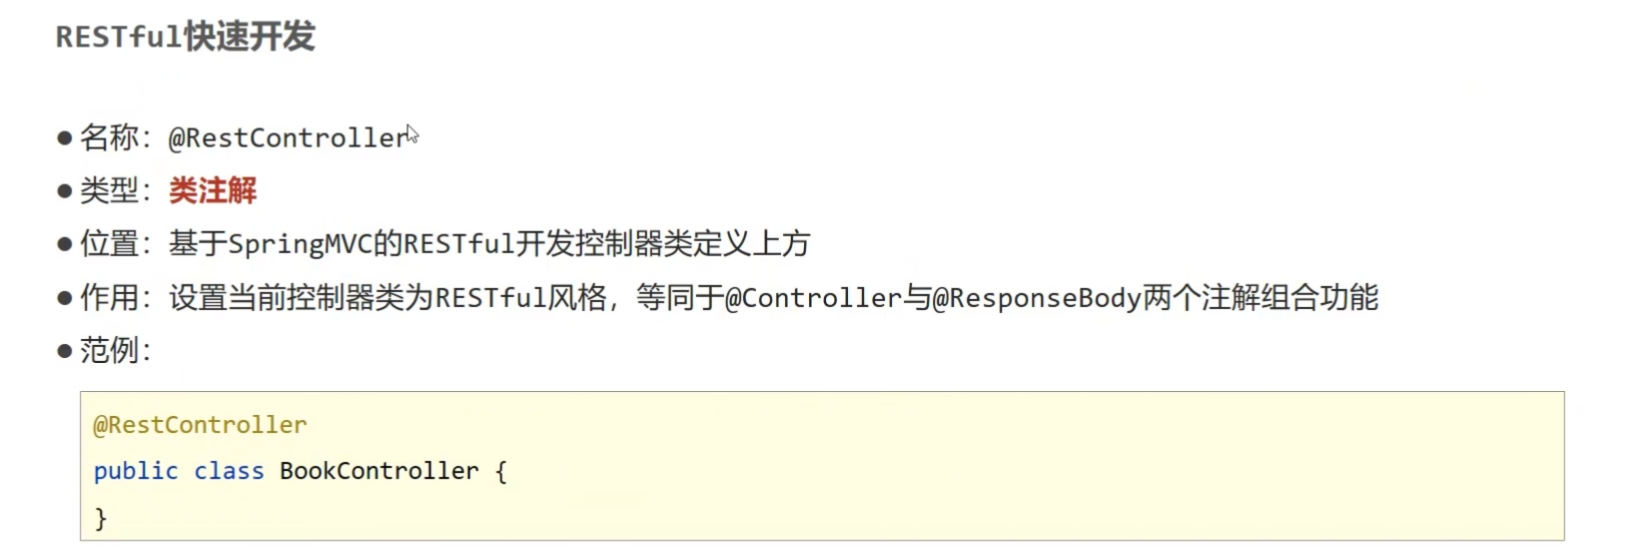 RESTful快速开发
● 名称：@RestController
● 类型：类注解
● 位置：基于SpringMVC的RESTful开发控制器类定义上方
● 作用：设置当前控制器类为RESTful风格，等同于@Controller与@ResponseBody两个注解组合功能
● 范例：
@RestController
public class BookController {
}